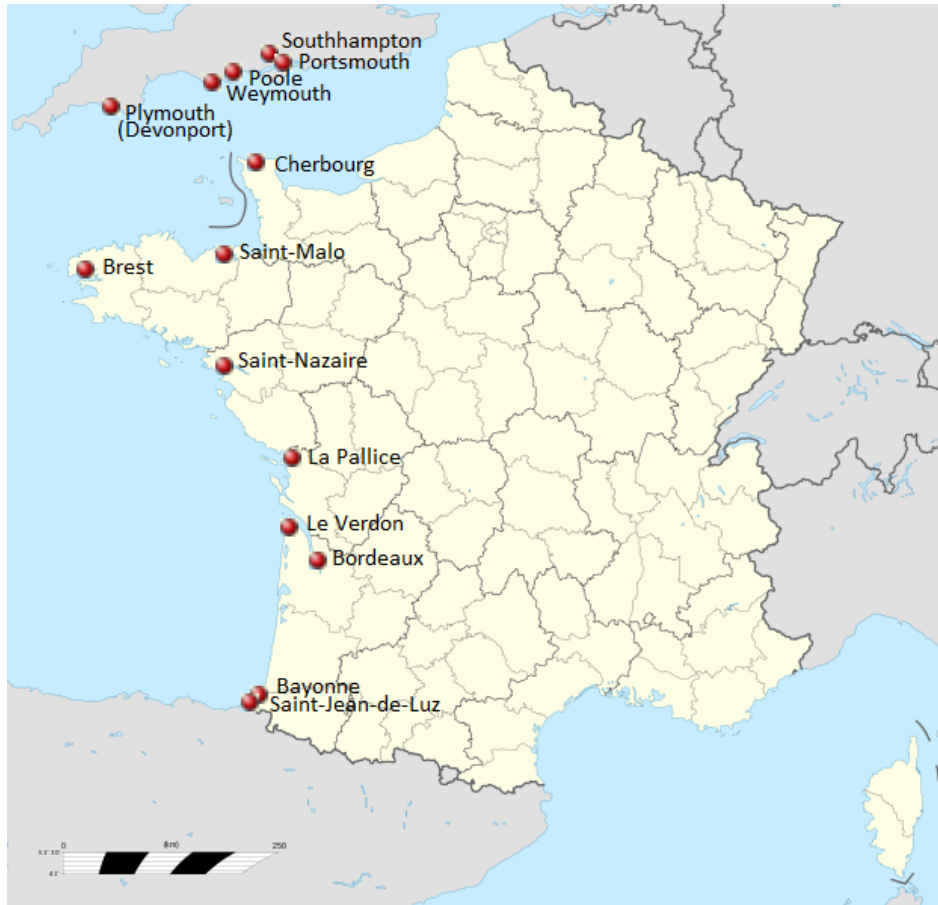 Southhampton
Portsmouth
Poole
Weymouth
Plymouth
(Devonport)
Cherbourg
Saint-Malo
Brest
Saint-Nazaire
La Pallice
Le Verdon
Bordeaux
Bayonne
Saint-Jean-de-Luz
0 (km) 250